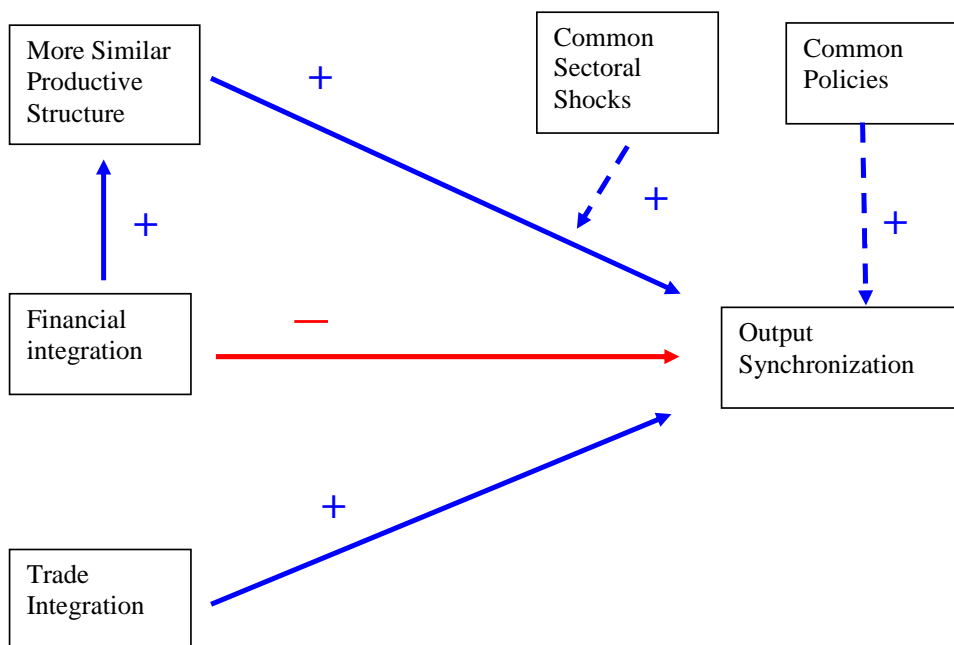 More Similar
Productive
Structure
Common
Sectoral
Shocks
Common
Policies
+
+
+
+
Financial
integration
—
Output
Synchronization
+
Trade
Integration